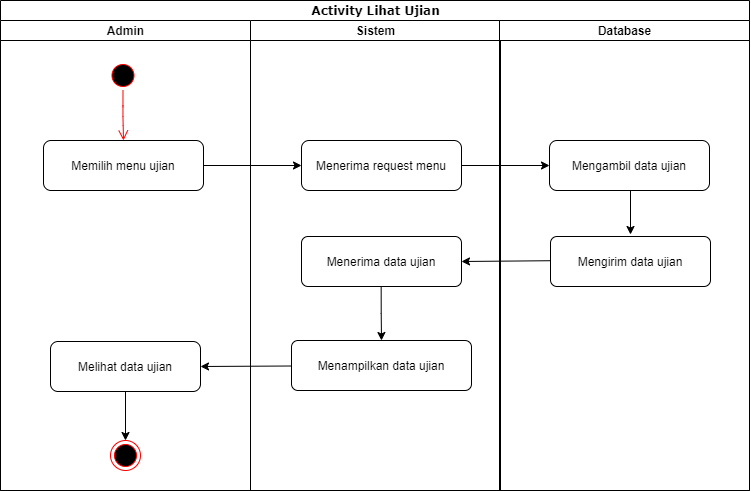 Activity Lihat Ujian
Admin
Sistem
Database
Memilih menu ujian
Menerima request menu
Mengambil data ujian
Menerima data ujian
Mengirim data ujian
Melihat data ujian
Menampilkan data ujian